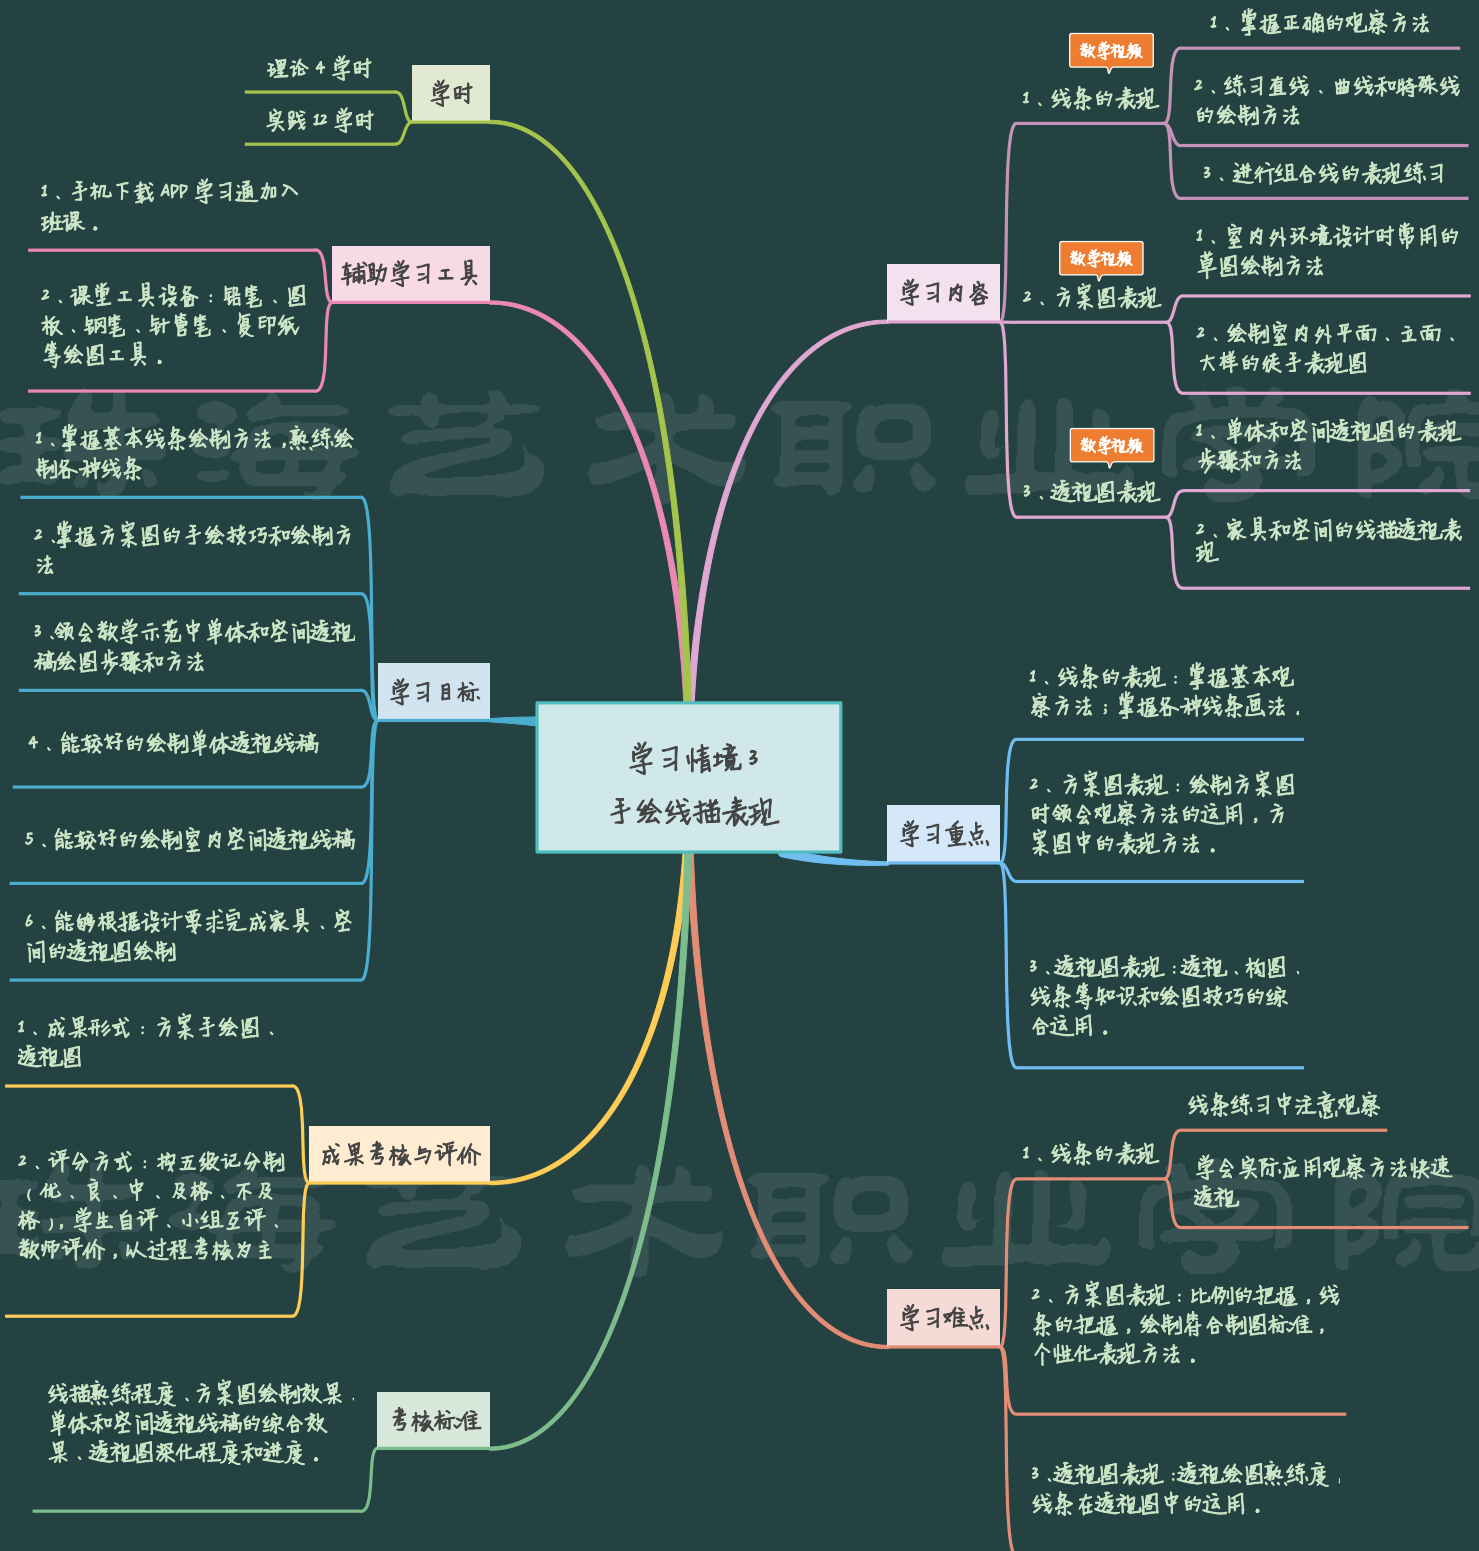 学习情境3
手绘线描表现
学时
理论4学时
实践12学时
辅助学习工具
1、手机下载APP学习通加入
班课。
2、课堂工具设备：铅笔、图
板、钢笔、针管笔、复印纸
等绘图工具。
学习目标
1、掌握基本线条绘制方法,熟练绘
制各种线条
2、掌握方案图的手绘技巧和绘制方
法
3、领会教学示范中单体和空间透视
稿绘图步骤和方法
4、能较好的绘制单体透视线稿
5、能较好的绘制室内空间透视线稿
6、能够根据设计要求完成家具、空
间的透视图绘制
成果考核与评价
1、成果形式：方案手绘图、
透视图
2、评分方式：按五级记分制
（优、良、中、及格、不及
格），学生自评、小组互评、
教师评价，以过程考核为主
考核标准
线描熟练程度、方案图绘制效果、
单体和空间透视线稿的综合效
果、透视图深化程度和进度。
学习内容
教学视频
1、线条的表现
1、掌握正确的观察方法
2、练习直线、曲线和特殊线
的绘制方法
3、进行组合线的表现练习
教学视频
2、方案图表现
1、室内外环境设计时常用的
草图绘制方法
2、绘制室内外平面、立面、
大样的徒手表现图
教学视频
3、透视图表现
1、单体和空间透视图的表现
步骤和方法
2、家具和空间的线描透视表
现
学习重点
1、线条的表现：掌握基本观
察方法；掌握各种线条画法．
2、方案图表现：绘制方案图
时领会观察方法的运用，方
案图中的表现方法。
3、透视图表现：透视、构图、
线条等知识和绘图技巧的综
合运用。
学习难点
1、线条的表现
线条练习中注意观察
学会实际应用观察方法快速
透视
2、方案图表现：比例的把握，线
条的把握，绘制符合制图标准，
个性化表现方法。
3、透视图表现：透视绘图熟练度，
线条在透视图中的运用。
珠海艺术职业学院
珠海艺术职业学院